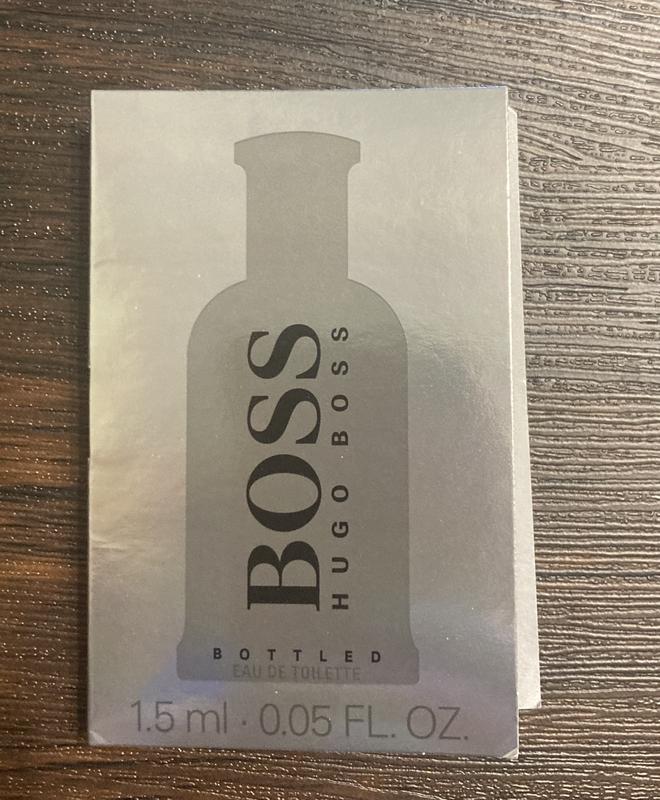 BOSS
HUGO BOSS
BOTTLED
EAU DE TOILETTE
1.5 ml · 0.05 FL. OZ.